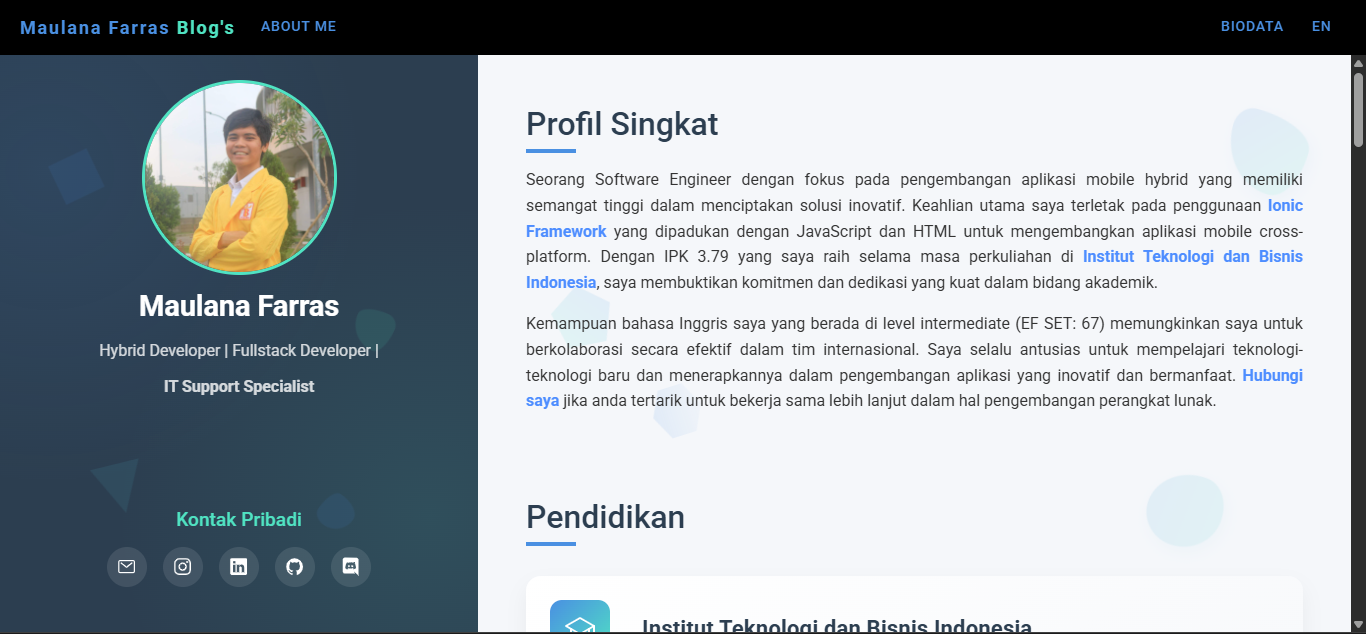 Maulana Farras Blog's
ABOUT ME
BIODATA
EN
Maulana Farras
Hybrid Developer | Fullstack Developer |
IT Support Specialist
Kontak Pribadi
Profil Singkat
Seorang Software Engineer dengan fokus pada pengembangan aplikasi mobile hybrid yang memiliki
semangat tinggi dalam menciptakan solusi inovatif. Keahlian utama saya terletak pada penggunaan Ionic
Framework yang dipadukan dengan JavaScript dan HTML untuk mengembangkan aplikasi mobile cross-
platform. Dengan IPK 3.79 yang saya raih selama masa perkuliahan di Institut Teknologi dan Bisnis
Indonesia, saya membuktikan komitmen dan dedikasi yang kuat dalam bidang akademik.
Kemampuan bahasa Inggris saya yang berada di level intermediate (EF SET: 67) memungkinkan saya untuk
berkolaborasi secara efektif dalam tim internasional. Saya selalu antusias untuk mempelajari teknologi-
teknologi baru dan menerapkannya dalam pengembangan aplikasi yang inovatif dan bermanfaat. Hubungi
saya jika anda tertarik untuk bekerja sama lebih lanjut dalam hal pengembangan perangkat lunak.
Pendidikan
Institut Teknologi dan Bisnis Indonesia